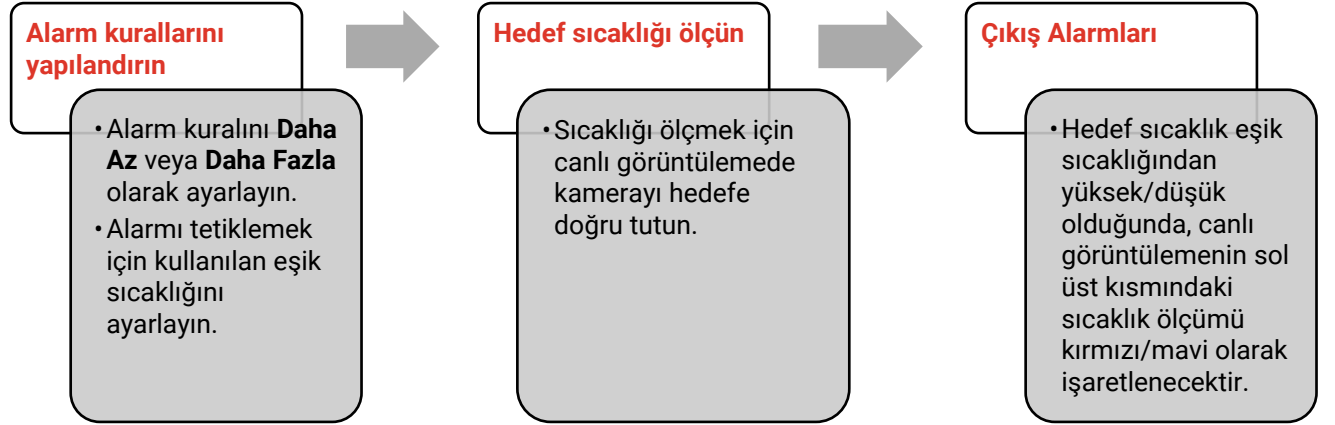 Alarm kurallarını
yapılandırın
•Alarm kuralını Daha
Az veya Daha Fazla
olarak ayarlayın.
•Alarmı tetiklemek
için kullanılan eşik
sıcaklığını
ayarlayın.
Hedef sıcaklığı ölçün
•Sıcaklığı ölçmek için
canlı görüntülemede
kamerayı hedefe
doğru tutun.
Çıkış Alarmları
•Hedef sıcaklık eşik
sıcaklığından
yüksek/düşük
olduğunda, canlı
görüntülemenin sol
üst kısmındaki
sıcaklık ölçümü
kırmızı/mavi olarak
işaretlenecektir.